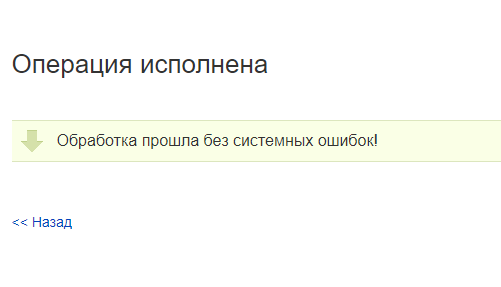 Операция исполнена
Обработка прошла без системных ошибок!
<< Назад